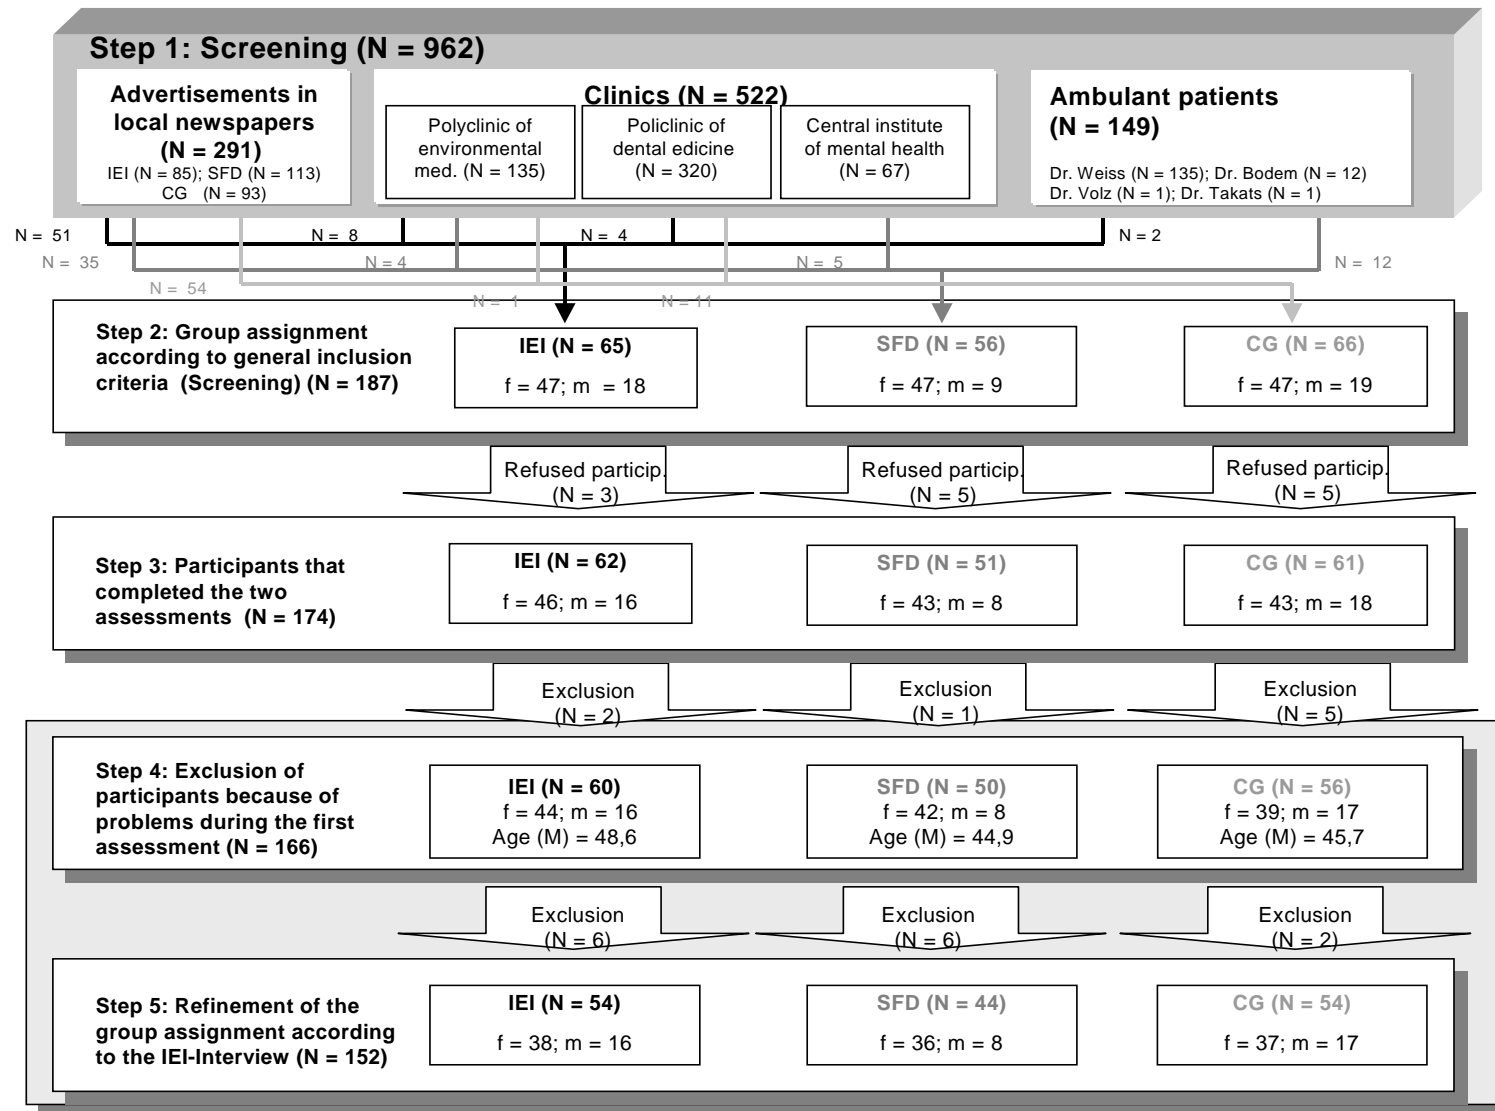 Step 1: Screening (N = 962)
Advertisements in
local newspapers
(N = 291)
IEI (N = 85); SFD (N = 113)
CG (N = 93)
Clinics (N = 522)
Polyclinic of
environmental
med. (N = 135)
Policlinic of
dental edicine
(N = 320)
Central institute
of mental health
(N = 67)
Ambulant patients
(N = 149)
Dr. Weiss (N = 135); Dr. Bodem (N = 12)
Dr. Volz (N = 1); Dr. Takats (N = 1)
N = 51
N = 8
N = 4
N = 2
N = 35
N = 4
N = 5
N = 12
N = 54
N = 1
N = 11
Step 2: Group assignment
according to general inclusion
criteria (Screening) (N = 187)
IEI (N = 65)
f = 47; m = 18
SFD (N = 56)
f = 47; m = 9
CG (N = 66)
f = 47; m = 19
Refused particip.
(N = 3)
Refused particip.
(N = 5)
Refused particip.
(N = 5)
Step 3: Participants that
completed the two
assessments (N = 174)
IEI (N = 62)
f = 46; m = 16
SFD (N = 51)
f = 43; m = 8
CG (N = 61)
f = 43; m = 18
Exclusion
(N = 2)
Exclusion
(N = 1)
Exclusion
(N = 5)
Step 4: Exclusion of
participants because of
problems during the first
assessment (N = 166)
IEI (N = 60)
f = 44; m = 16
Age (M) = 48,6
SFD (N = 50)
f = 42; m = 8
Age (M) = 44,9
CG (N = 56)
f = 39; m = 17
Age (M) = 45,7
Exclusion
(N = 6)
Exclusion
(N = 6)
Exclusion
(N = 2)
Step 5: Refinement of the
group assignment according
to the IEI-Interview (N = 152)
IEI (N = 54)
f = 38; m = 16
SFD (N = 44)
f = 36; m = 8
CG (N = 54)
f = 37; m = 17